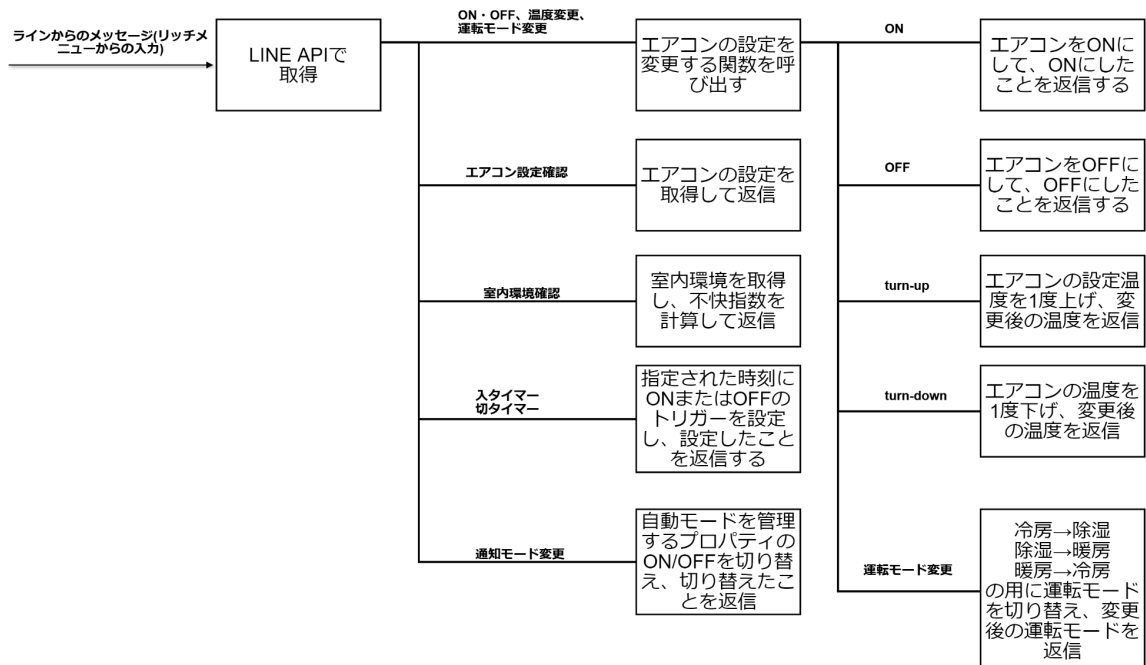 ラインからのメッセージ(リッチメ
ニューからの入力)
LINE APIで
取得
ON・OFF、温度変更、
運転モード変更
エアコンの設定を
変更する関数を呼
び出す
ON
エアコンをONに
して、ONにした
ことを返信する
エアコン設定確認
エアコンの設定を
取得して返信
OFF
エアコンをOFFに
して、OFFにした
ことを返信する
室内環境確認
室内環境を取得
し、不快指数を
計算して返信
turn-up
エアコンの設定温
度を1度上げ、変
更後の温度を返信
入タイマー
切タイマー
指定された時刻に
ONまたはOFFの
トリガーを設定
し、設定したこと
を返信する
turn-down
エアコンの温度を
1度下げ、変更後
の温度を返信
通知モード変更
自動モードを管理
するプロパティの
ON/OFFを切り替
え、切り替えたこ
とを返信
運転モード変更
冷房→除湿
除湿→暖房
暖房→冷房
の用に運転モード
を切り替え、変更
後の運転モードを
返信